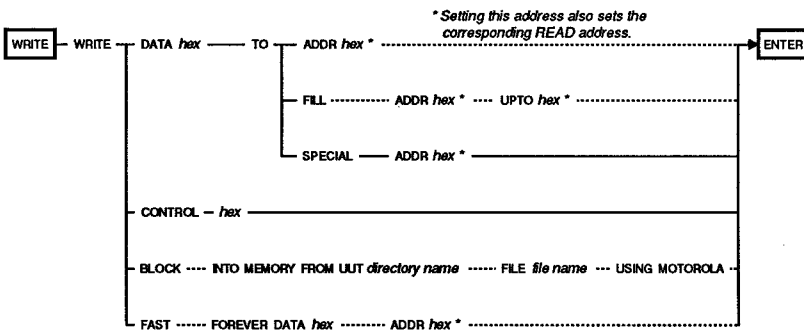 * Setting this address also sets the
corresponding READ address.
WRITE WRITE DATA hex TO ADDR hex * ENTER
FILL ADDR hex * UPTO hex *
SPECIAL ADDR hex *
CONTROL hex
BLOCK INTO MEMORY FROM UUT directory name FILE file name USING MOTOROLA
FAST FOREVER DATA hex ADDR hex *